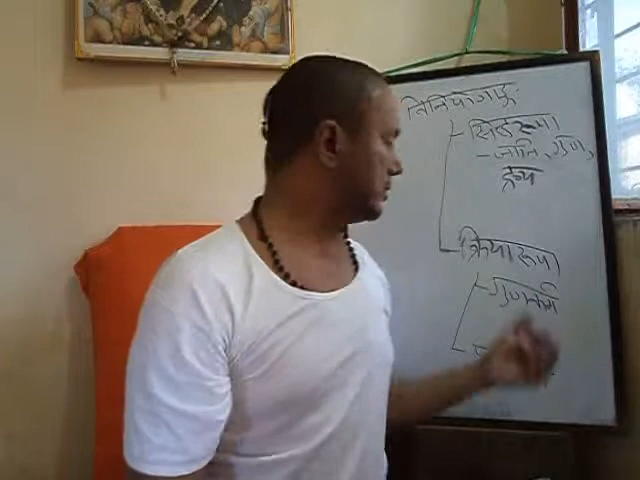 विनियोगाङ्गः
सिद्धरूपा
- जाति, गुण,
द्रव्य
क्रियारूपा
गुणकर्म